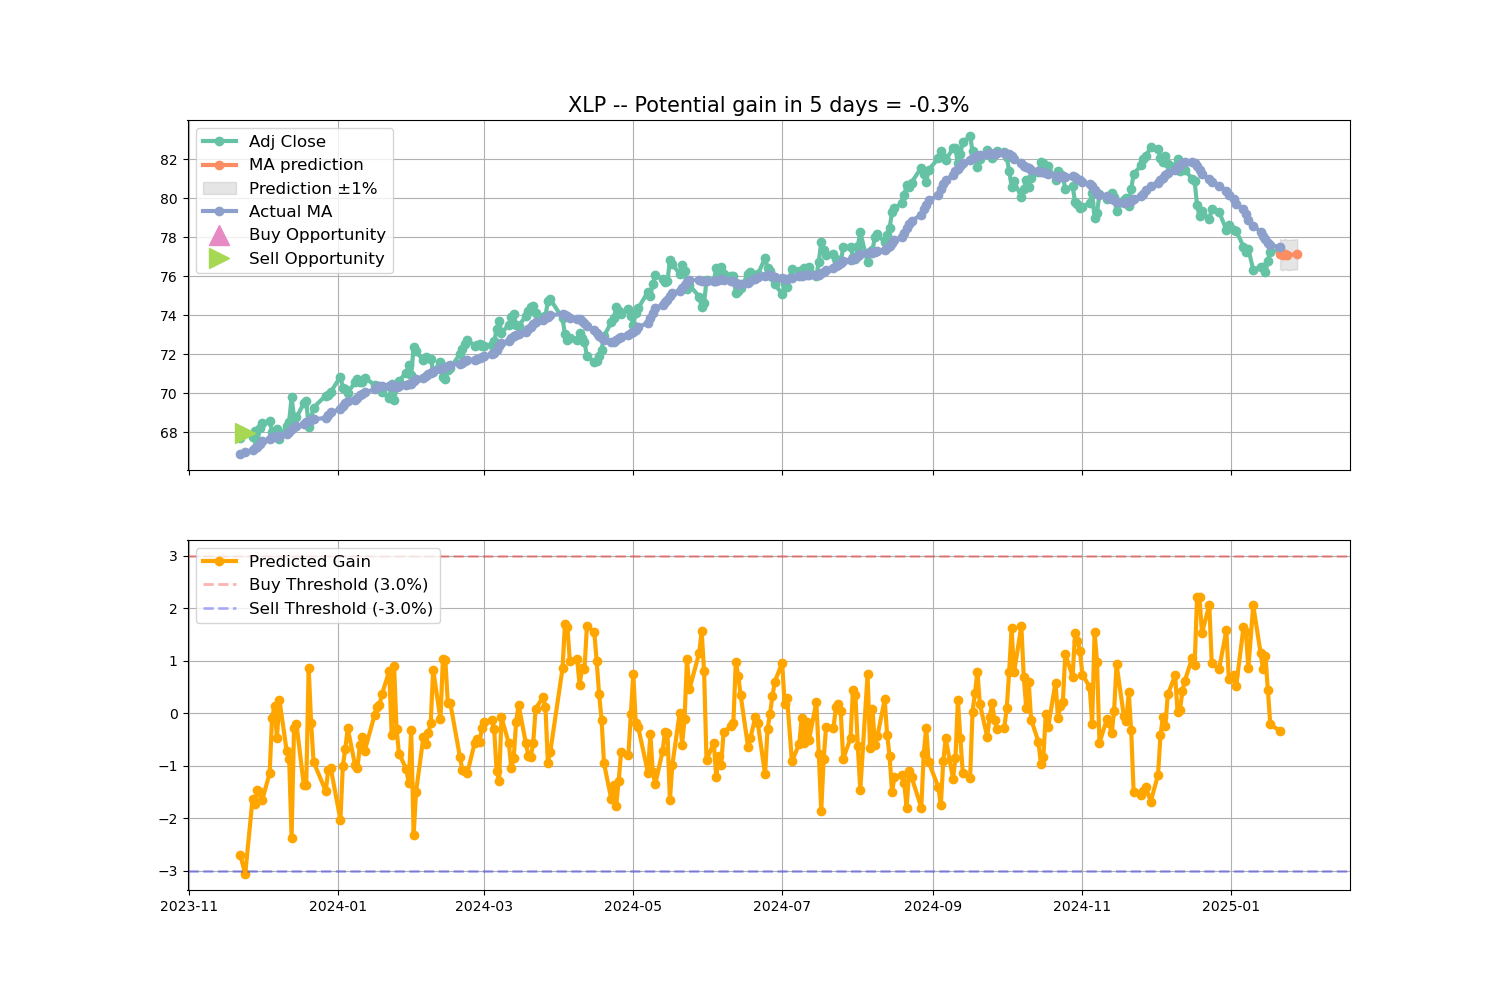 XLP -- Potential gain in 5 days = -0.3%
Adj Close
MA prediction
Prediction ±1%
Actual MA
Buy Opportunity
Sell Opportunity
82
80
78
76
74
72
70
68
Predicted Gain
Buy Threshold (3.0%)
Sell Threshold (-3.0%)
3
2
1
0
−1
−2
−3
2023-11 2024-01 2024-03 2024-05 2024-07 2024-09 2024-11 2025-01